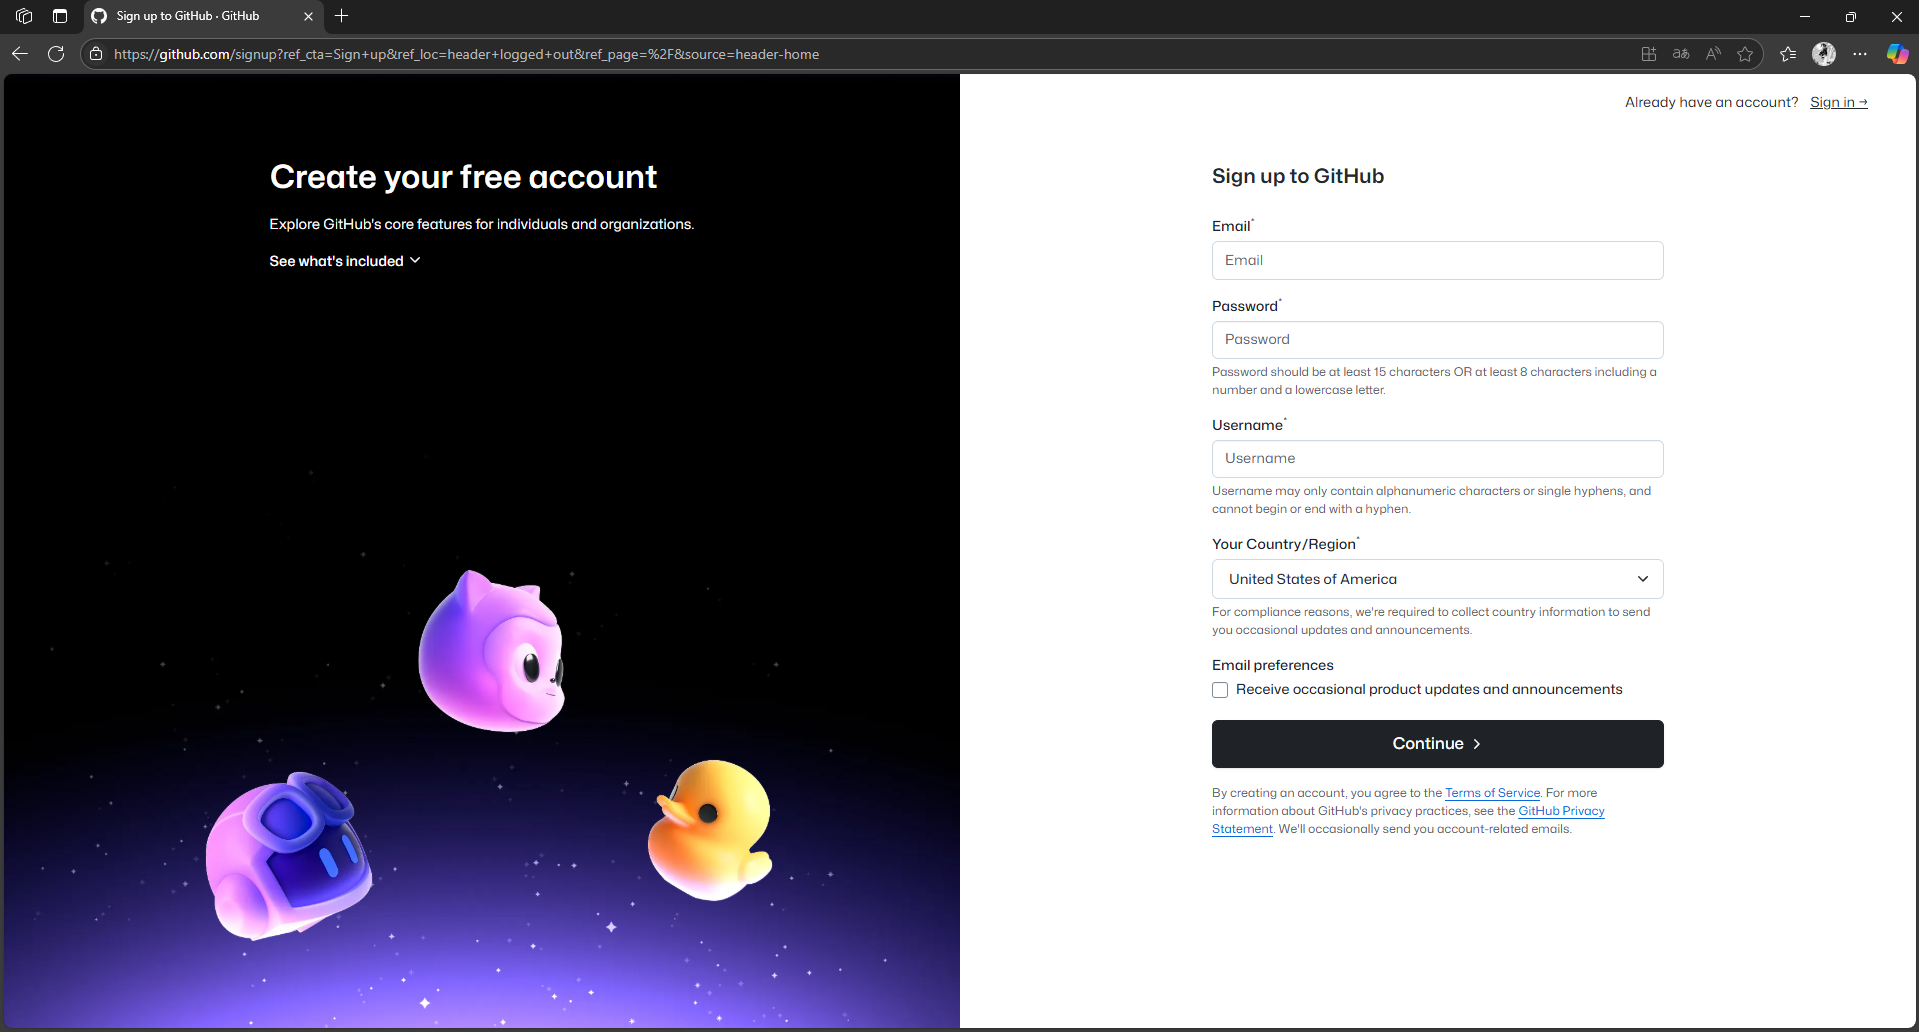 Sign up to GitHub · GitHub
https://github.com/signup?ref_cta=Sign+up&ref_loc=header+logged+out&ref_page=%2F&source=header-home
Already have an account? Sign in →
Create your free account
Explore GitHub's core features for individuals and organizations.
See what's included
Sign up to GitHub
Email*
Email
Password*
Password
Password should be at least 15 characters OR at least 8 characters including a
number and a lowercase letter.
Username*
Username
Username may only contain alphanumeric characters or single hyphens, and
cannot begin or end with a hyphen.
Your Country/Region*
United States of America
For compliance reasons, we're required to collect country information to send
you occasional updates and announcements.
Email preferences
Receive occasional product updates and announcements
Continue
By creating an account, you agree to the Terms of Service. For more
information about GitHub's privacy practices, see the GitHub Privacy
Statement. We'll occasionally send you account-related emails.